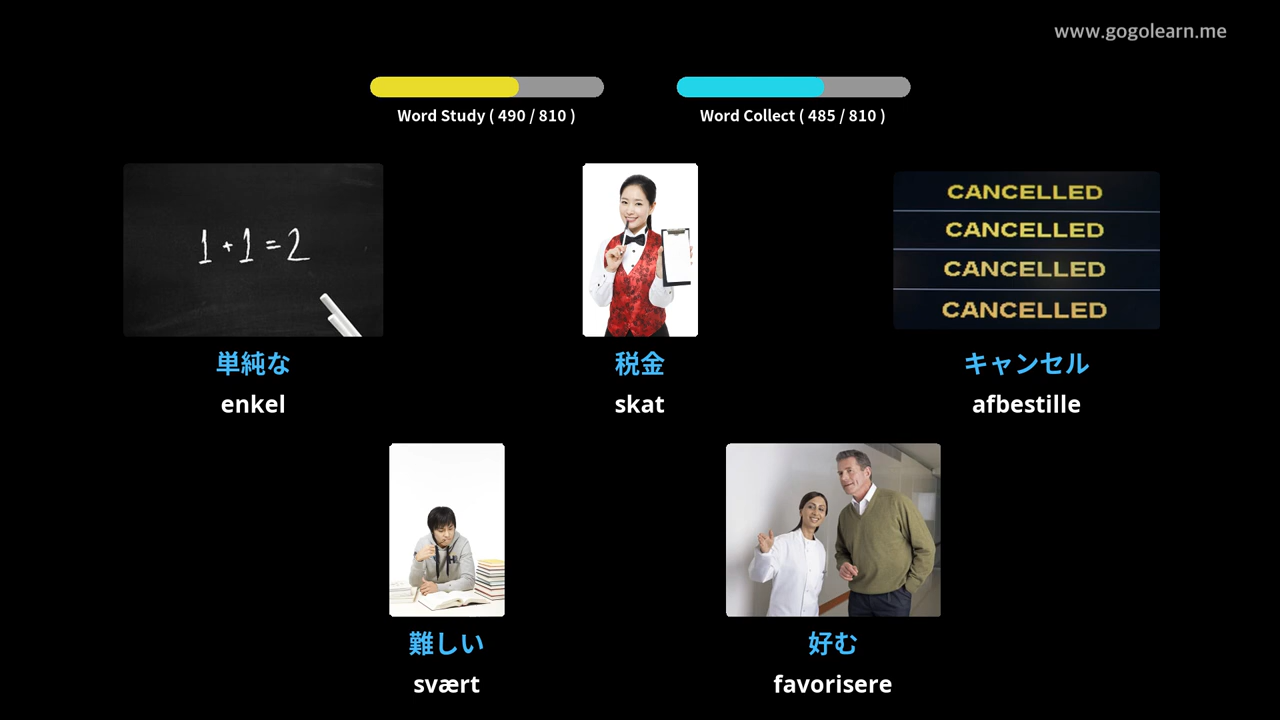 www.gogolearn.me
Word Study ( 490 / 810 )
Word Collect ( 485 / 810 )
1 + 1 = 2
CANCELLED
CANCELLED
CANCELLED
CANCELLED
単純な
enkel
税金
skat
キャンセル
afbestille
難しい
svært
好む
favorisere